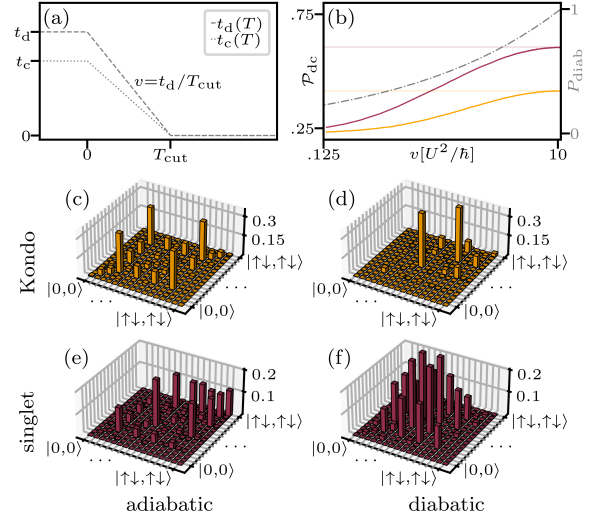 (a)
t_d(T)
t_c(T)
t_d
t_c
0
v=t_d/T_cut
0
T_cut
(b)
.75
.25
P_dc
1
0
P_diab
.125
v[U²/ħ]
10
Kondo
(c)
0.3
0.15
|0,0⟩
...
|↑↓,↑↓⟩
|0,0⟩
...
|↑↓,↑↓⟩
(d)
0.3
0.15
|0,0⟩
...
|↑↓,↑↓⟩
|0,0⟩
...
|↑↓,↑↓⟩
singlet
(e)
0.2
0.1
|0,0⟩
...
|↑↓,↑↓⟩
|0,0⟩
...
|↑↓,↑↓⟩
(f)
0.2
0.1
|0,0⟩
...
|↑↓,↑↓⟩
|0,0⟩
...
|↑↓,↑↓⟩
adiabatic
diabatic